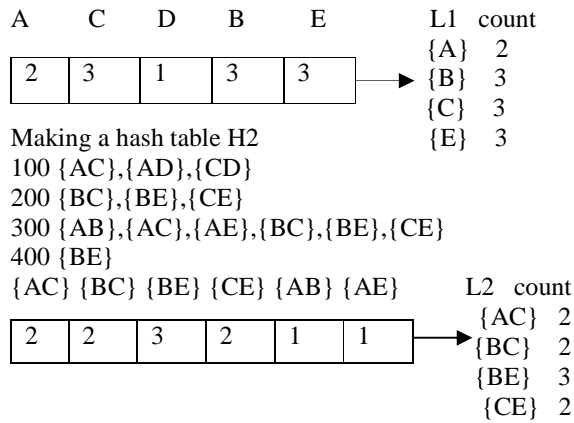 A C D B E L1 count
{A} 2
2 3 1 3 3 {B} 3
{C} 3
Making a hash table H2 {E} 3
100 {AC},{AD},{CD}
200 {BC},{BE},{CE}
300 {AB},{AC},{AE},{BC},{BE},{CE}
400 {BE}
{AC} {BC} {BE} {CE} {AB} {AE} L2 count
{AC} 2
2 2 3 2 1 1 {BC} 2
{BE} 3
{CE} 2